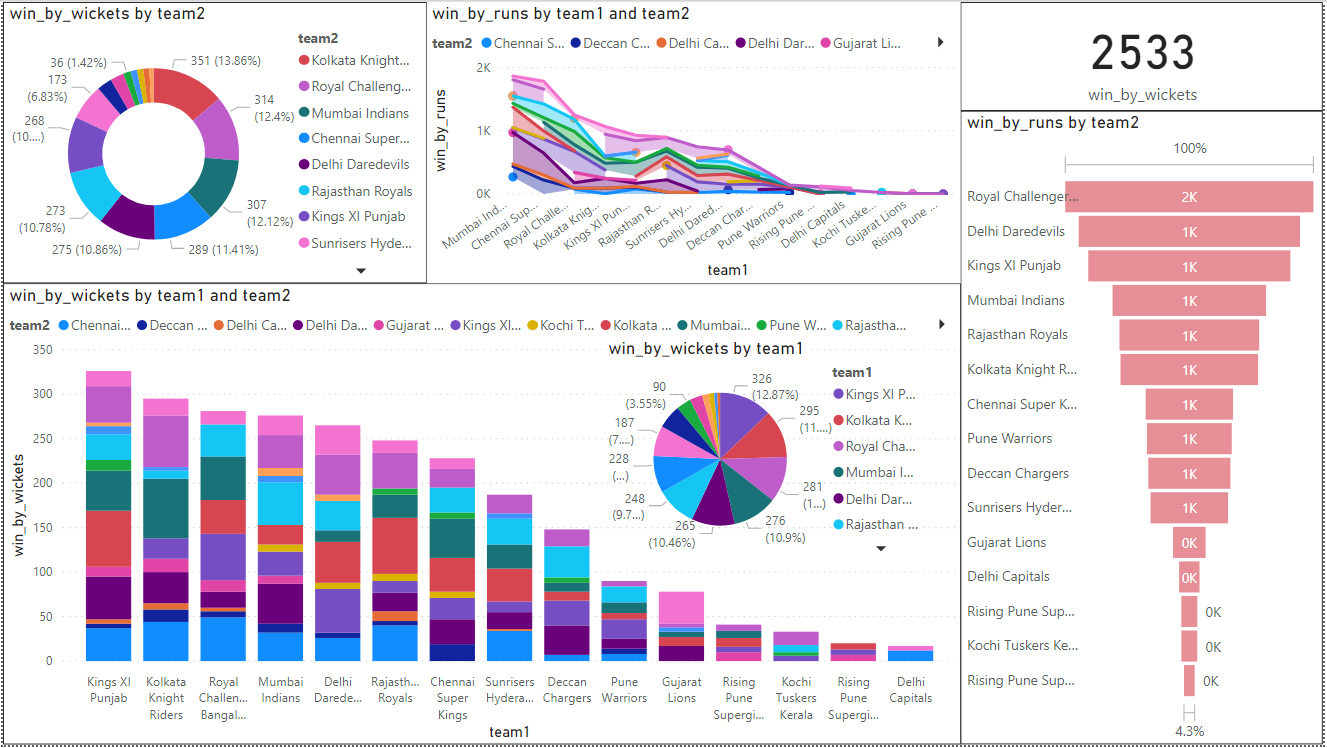 win_by_wickets by team2
36 (1.42%)
173
(6.83%)
268
(10....)
273
(10.78%)
275 (10.86%)
289 (11.41%)
307
(12.12%)
314
(12.4%)
351 (13.86%)
team2
Kolkata Knight...
Royal Challeng...
Mumbai Indians
Chennai Super...
Delhi Daredevils
Rajasthan Royals
Kings XI Punjab
Sunrisers Hyde...
win_by_runs by team1 and team2
team2 Chennai S... Deccan C... Delhi Ca... Delhi Dar... Gujarat Li...
win_by_runs
2K
1K
0K
Mumbai Ind...
Chennai Sup...
Royal Challe...
Kolkata Knig...
Kings XI Pun...
Rajasthan R...
Sunrisers Hy...
Delhi Dared...
Deccan Char...
Pune Warriors
Rising Pune ...
Delhi Capitals
Kochi Tuske...
Gujarat Lions
Rising Pune ...
team1
2533
win_by_wickets
win_by_runs by team2
100%
Royal Challenger... 2K
Delhi Daredevils 1K
Kings XI Punjab 1K
Mumbai Indians 1K
Rajasthan Royals 1K
Kolkata Knight R... 1K
Chennai Super K... 1K
Pune Warriors 1K
Deccan Chargers 1K
Sunrisers Hyder... 1K
Gujarat Lions 0K
Delhi Capitals 0K
Rising Pune Sup... 0K
Kochi Tuskers Ke... 0K
Rising Pune Sup... 0K
4.3%
win_by_wickets by team1 and team2
team2 Chennai... Deccan ... Delhi Ca... Delhi Da... Gujarat ... Kings XI... Kochi T... Kolkata ... Mumbai... Pune W... Rajastha...
win_by_wickets
350
300
250
200
150
100
50
0
Kings XI
Punjab
Kolkata
Knight
Riders
Royal
Challen...
Bangal...
Mumbai
Indians
Delhi
Darede...
Rajasth...
Royals
Chennai
Super
Kings
Sunrisers
Hydera...
Deccan
Chargers
Pune
Warriors
Gujarat
Lions
Rising
Pune
Supergi...
Kochi
Tuskers
Kerala
Rising
Pune
Supergi...
Delhi
Capitals
team1
win_by_wickets by team1
90
(3.55%)
187
(7....)
228
(...)
248
(9.7...)
265
(10.46%)
276
(10.9%)
281
(1...)
295
(11....)
326
(12.87%)
team1
Kings XI P...
Kolkata K...
Royal Cha...
Mumbai I...
Delhi Dar...
Rajasthan ...